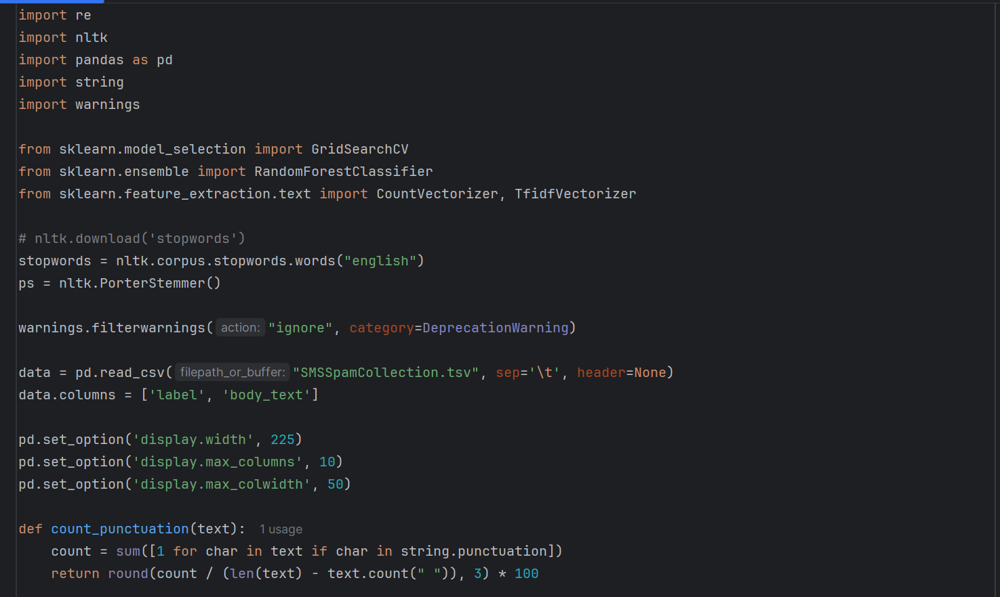 import re
import nltk
import pandas as pd
import string
import warnings
from sklearn.model_selection import GridSearchCV
from sklearn.ensemble import RandomForestClassifier
from sklearn.feature_extraction.text import CountVectorizer, TfidfVectorizer
# nltk.download('stopwords')
stopwords = nltk.corpus.stopwords.words("english")
ps = nltk.PorterStemmer()
warnings.filterwarnings( action: "ignore", category=DeprecationWarning)
data = pd.read_csv( filepath_or_buffer: "SMSSpamCollection.tsv", sep='\t', header=None)
data.columns = ['label', 'body_text']
pd.set_option('display.width', 225)
pd.set_option('display.max_columns', 10)
pd.set_option('display.max_colwidth', 50)
def count_punctuation(text): 1 usage
    count = sum([1 for char in text if char in string.punctuation])
    return round(count / (len(text) - text.count(" ")), 3) * 100